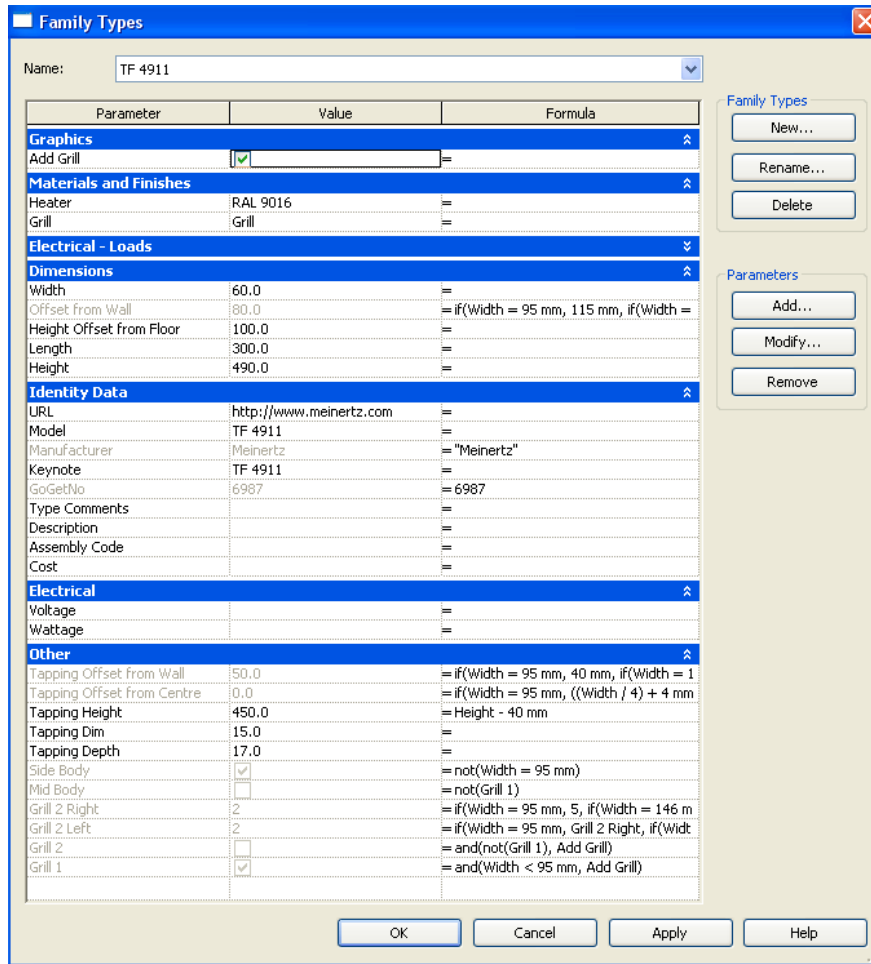 Family Types
Name: TF 4911
Parameter Value Formula
Graphics
Add Grill =
Materials and Finishes
Heater RAL 9016 =
Grill Grill =
Electrical - Loads
Dimensions
Width 60.0 =
Offset from Wall 80.0 = if(Width = 95 mm, 115 mm, if(Width =
Height Offset from Floor 100.0 =
Length 300.0 =
Height 490.0 =
Identity Data
URL http://www.meinertz.com =
Model TF 4911 =
Manufacturer Meinertz = "Meinertz"
Keynote TF 4911 =
GoGetNo 6987 = 6987
Type Comments =
Description =
Assembly Code =
Cost =
Electrical
Voltage =
Wattage =
Other
Tapping Offset from Wall 50.0 = if(Width = 95 mm, 40 mm, if(Width = 1
Tapping Offset from Centre 0.0 = if(Width = 95 mm, ((Width / 4) + 4 mm
Tapping Height 450.0 = Height - 40 mm
Tapping Dim 15.0 =
Tapping Depth 17.0 =
Side Body = not(Width = 95 mm)
Mid Body = not(Grill 1)
Grill 2 Right 2 = if(Width = 95 mm, 5, if(Width = 146 m
Grill 2 Left 2 = if(Width = 95 mm, Grill 2 Right, if(Widt
Grill 2 = and(not(Grill 1), Add Grill)
Grill 1 = and(Width < 95 mm, Add Grill)
Family Types
New...
Rename...
Delete
Parameters
Add...
Modify...
Remove
OK Cancel Apply Help